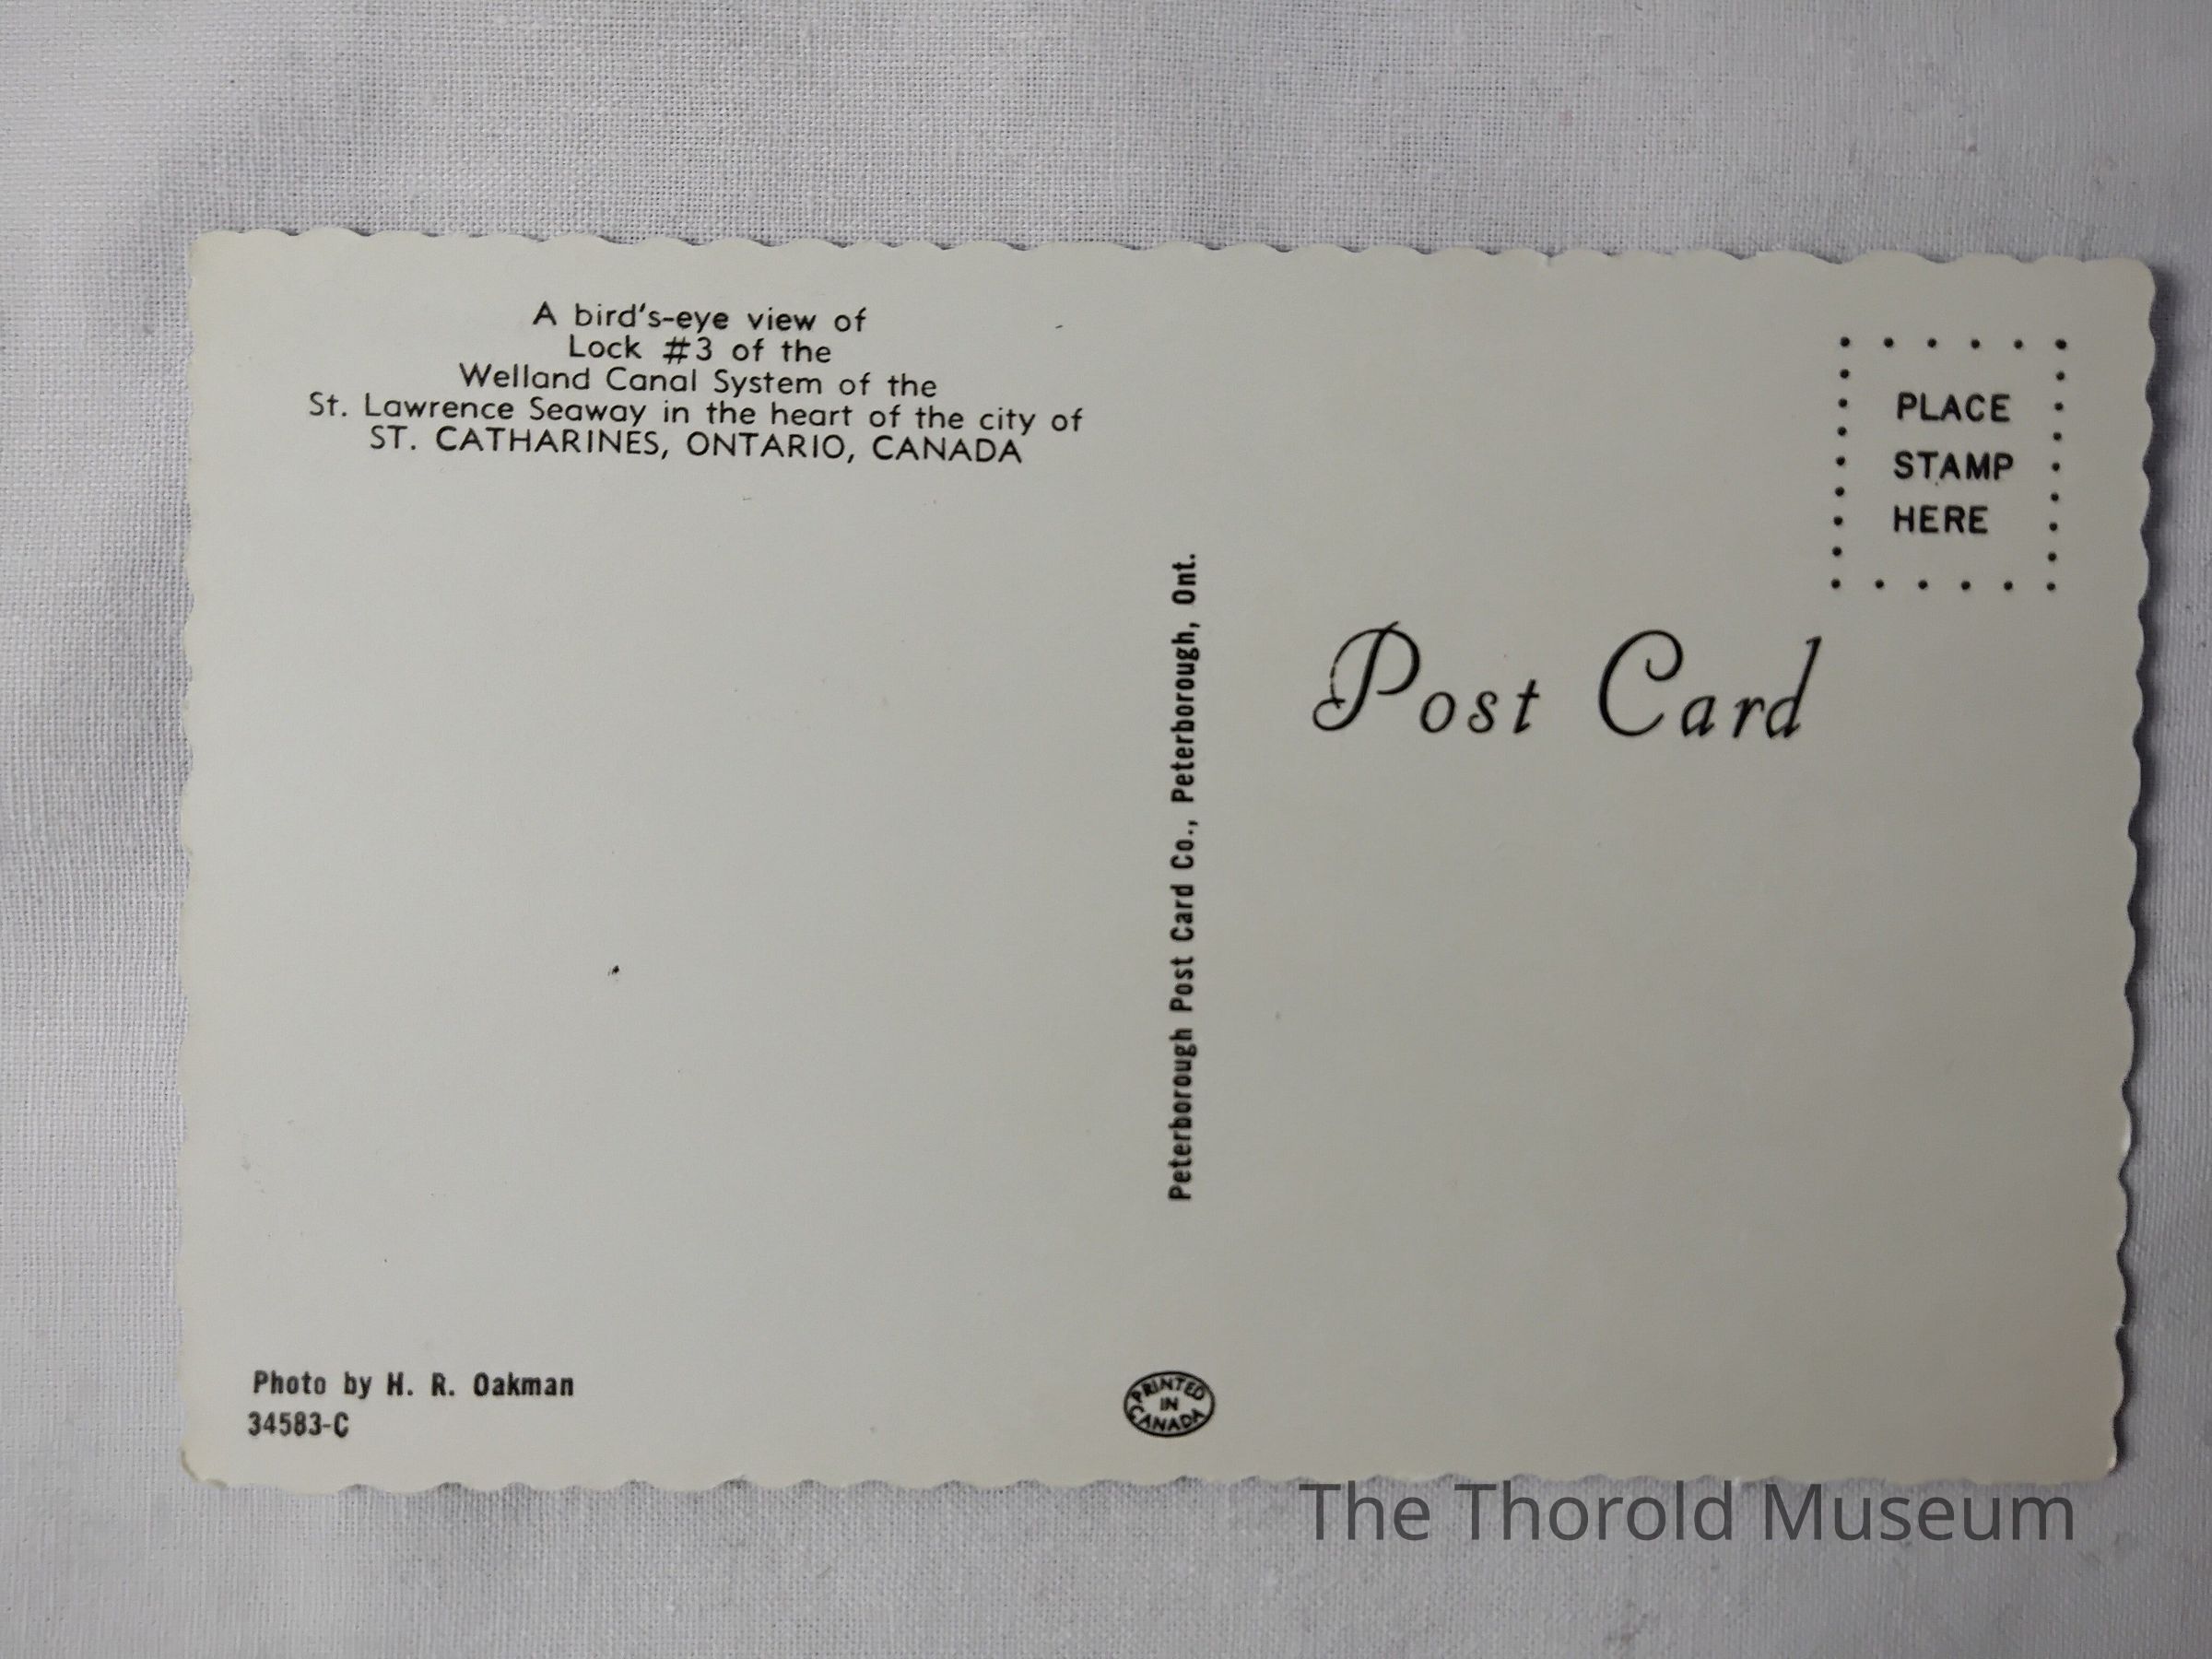 A bird's-eye view of
Lock #3 of the
Welland Canal System of the
St. Lawrence Seaway in the heart of the city of
ST. CATHARINES, ONTARIO, CANADA
Photo by H. R. Oakman
34583-C
Peterborough Post Card Co., Peterborough, Ont.
PRINTED
IN
CANADA
PLACE
STAMP
HERE
Post Card
The Thorold Museum